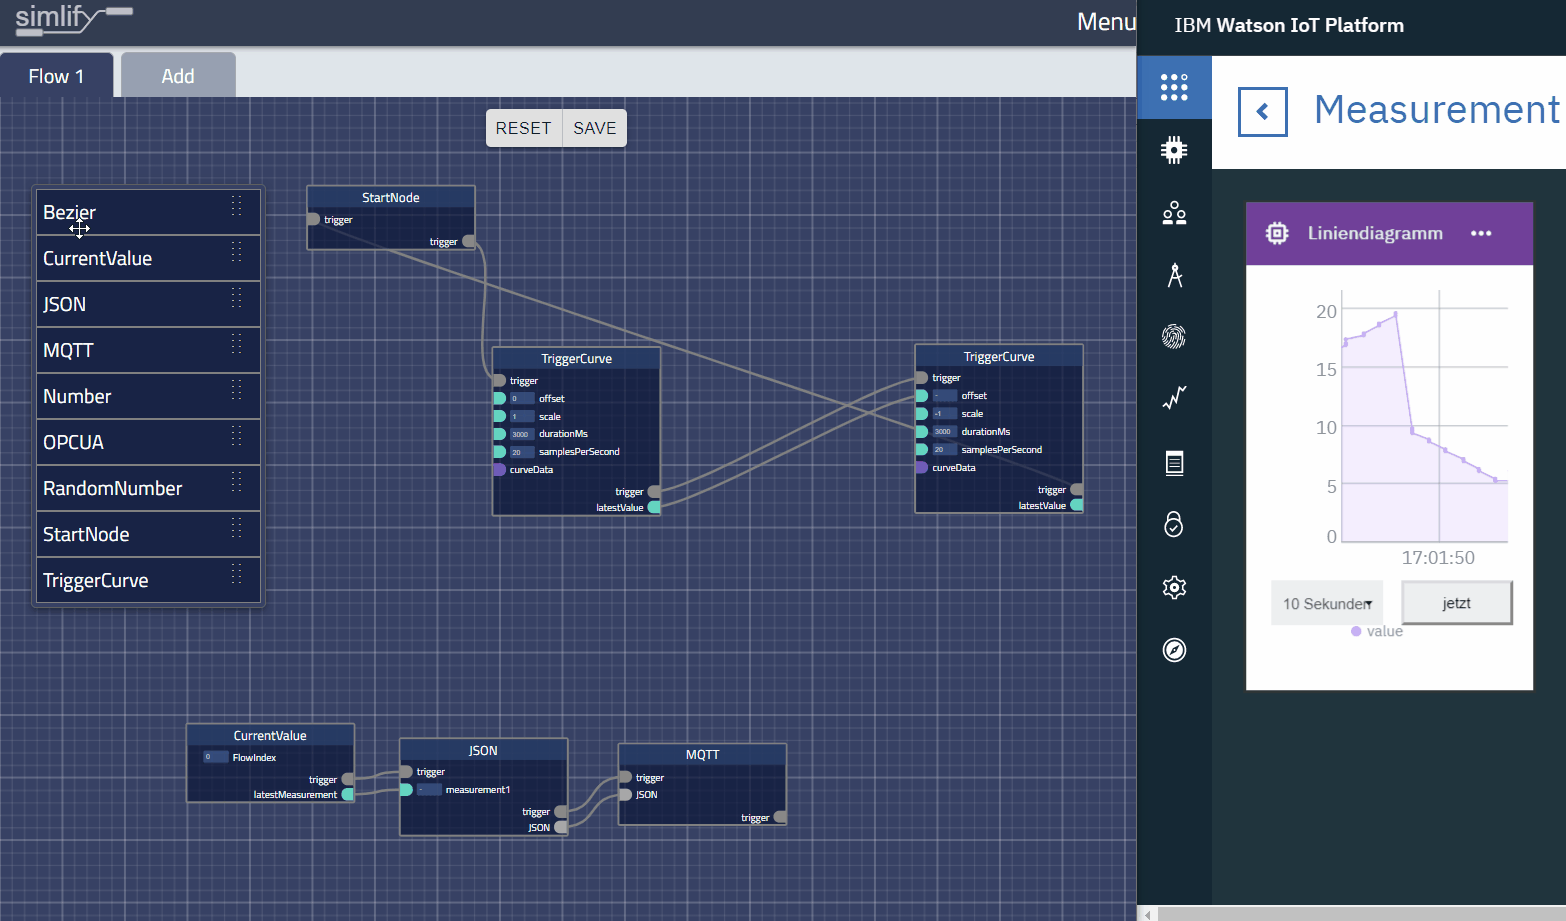 simlify
Menu
Flow 1
Add
RESET
SAVE
Bezier
CurrentValue
JSON
MQTT
Number
OPCUA
RandomNumber
StartNode
TriggerCurve
StartNode
trigger
trigger
TriggerCurve
trigger
0 offset
1 scale
3000 durationMs
20 samplesPerSecond
curveData
trigger
latestValue
TriggerCurve
trigger
- offset
-1 scale
3000 durationMs
20 samplesPerSecond
curveData
trigger
latestValue
CurrentValue
0 FlowIndex
trigger
latestMeasurement
JSON
trigger
- measurement1
trigger
JSON
MQTT
trigger
JSON
trigger
IBM Watson IoT Platform
Measurement
Liniendiagramm
20
15
10
5
0
17:01:50
10 Sekunden
jetzt
value